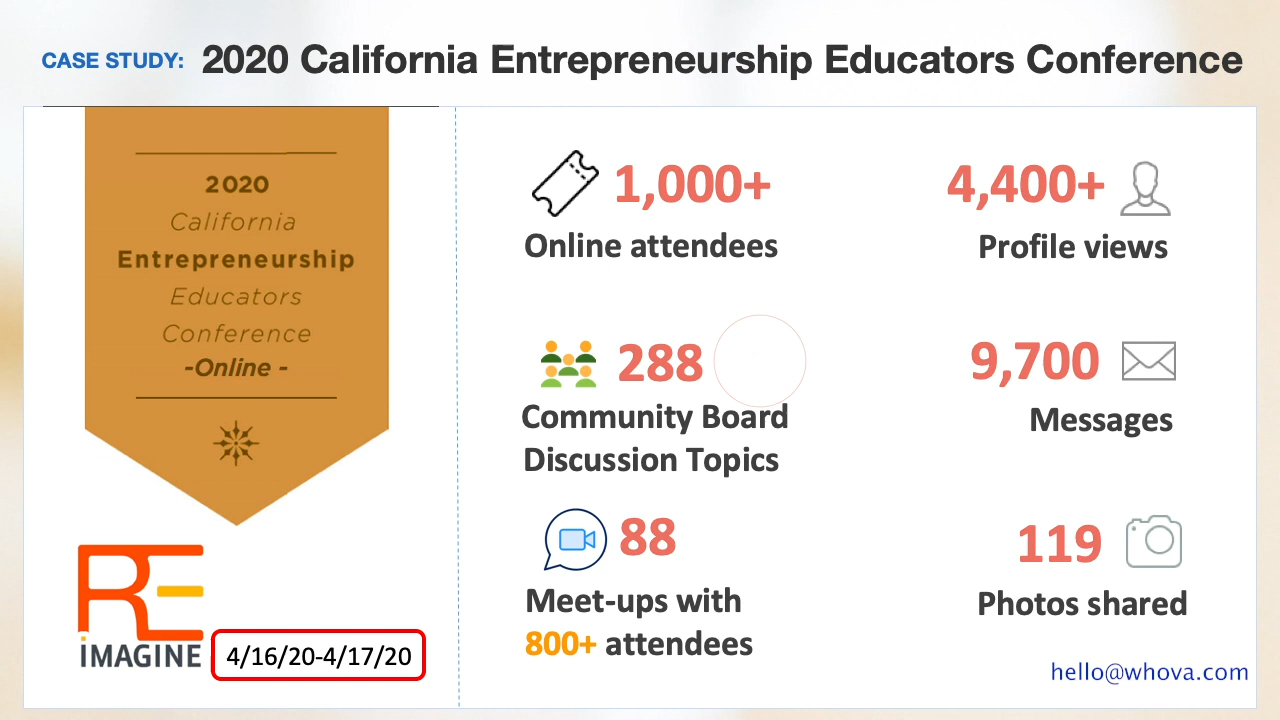 CASE STUDY: 2020 California Entrepreneurship Educators Conference
2020
California
Entrepreneurship
Educators
Conference
-Online -
RE
iMAGINE
4/16/20-4/17/20
1,000+
Online attendees
4,400+
Profile views
288
Community Board
Discussion Topics
9,700
Messages
88
Meet-ups with
800+ attendees
119
Photos shared
hello@whova.com